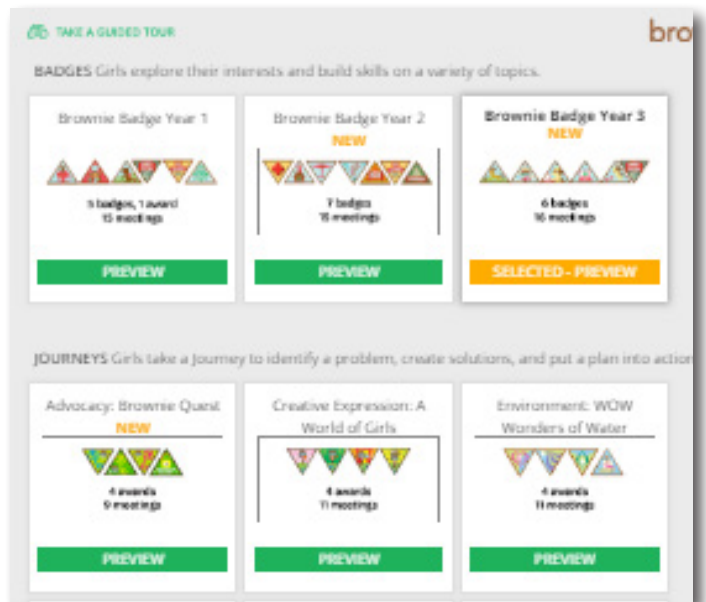 TAKE A GUIDED TOUR
bro
BADGES Girls explore their interests and build skills on a variety of topics.
Brownie Badge Year 1
5 badges, 1 award
15 meetings
PREVIEW
Brownie Badge Year 2
NEW
7 badges
15 meetings
PREVIEW
Brownie Badge Year 3
NEW
6 badges
16 meetings
SELECTED - PREVIEW
JOURNEYS Girls take a Journey to identify a problem, create solutions, and put a plan into action
Advocacy: Brownie Quest
NEW
4 awards
9 meetings
PREVIEW
Creative Expression: A
World of Girls
4 awards
11 meetings
PREVIEW
Environment: WOW
Wonders of Water
4 awards
11 meetings
PREVIEW